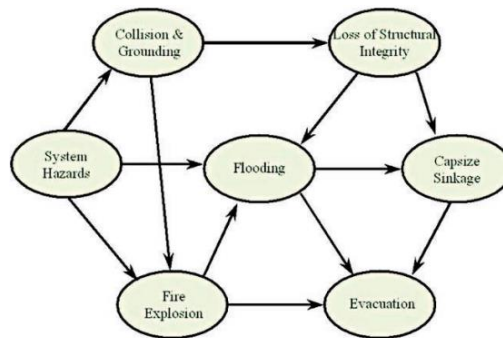 Collision &
Grounding
Loss of Structural
Integrity
System
Hazards
Flooding
Capsize
Sinkage
Fire
Explosion
Evacuation